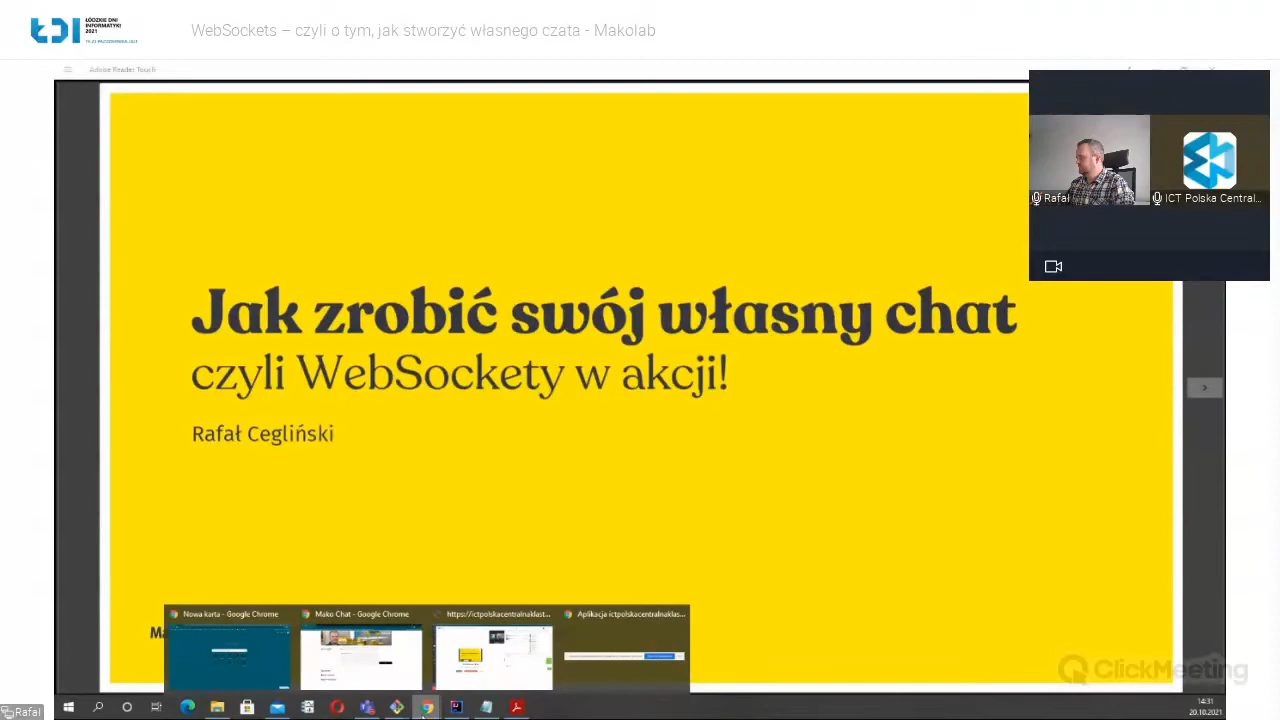 ŁÓDZKIE DNI
INFORMATYKI
2021
WebSockets – czyli o tym, jak stworzyć własnego czata - Makolab
Adobe Reader Touch
Rafał
ICT Polska Central...
Jak zrobić swój własny chat
czyli WebSockety w akcji!
Rafał Cegliński
Nowa karta - Google Chrome
Mako Chat - Google Chrome
https://ictpolskacentralnaklast...
Aplikacja ictpolskacentralnaklas...
ClickMeeting
14:31
20.10.2021
Rafał